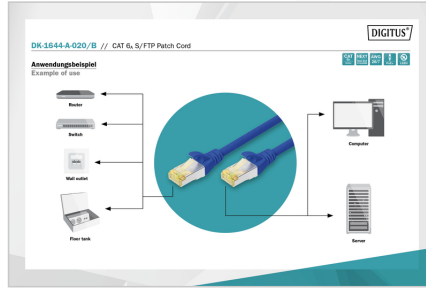 DIGITUS®
DK-1644-A-020/B // CAT 6A S/FTP Patch Cord
Anwendungsbeispiel
Example of use
Router
Switch
Wall outlet
Floor tank
Computer
Server